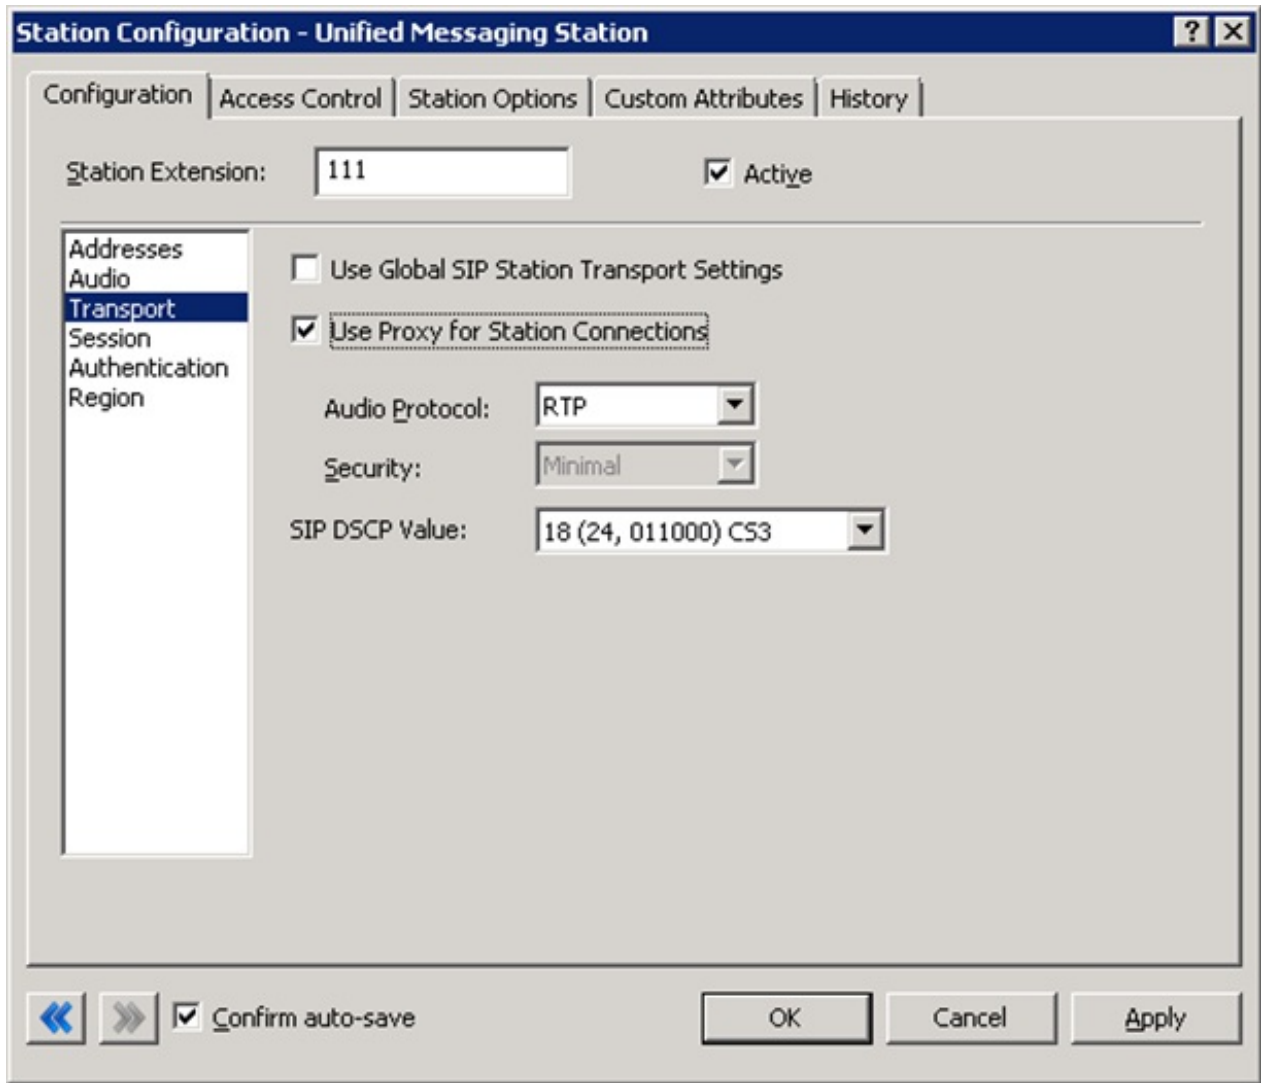 Station Configuration - Unified Messaging Station
Configuration Access Control Station Options Custom Attributes History
Station Extension: 111 Active
Addresses
Audio
Transport
Session
Authentication
Region
Use Global SIP Station Transport Settings
Use Proxy for Station Connections
Audio Protocol: RTP
Security: Minimal
SIP DSCP Value: 18 (24, 011000) CS3
Confirm auto-save OK Cancel Apply